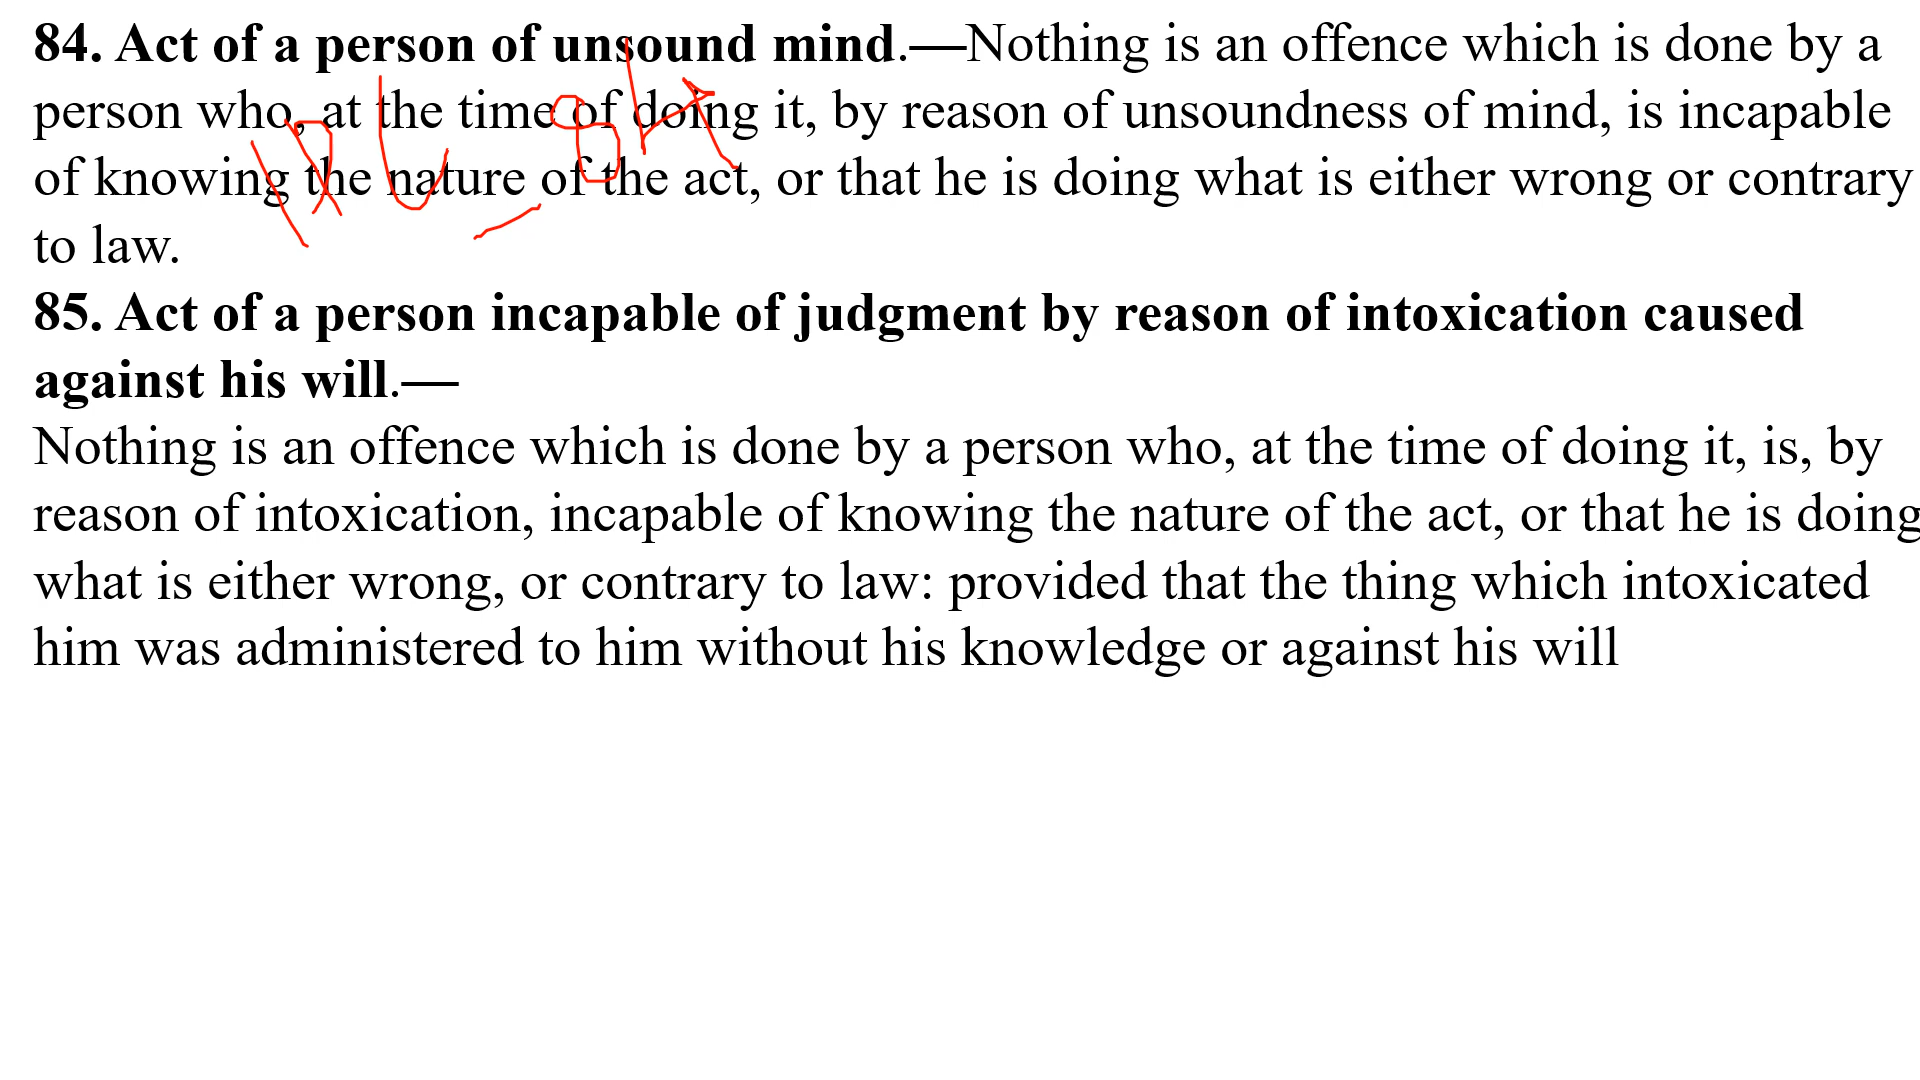 84. Act of a person of unsound mind.—Nothing is an offence which is done by a
person who, at the time of doing it, by reason of unsoundness of mind, is incapable
of knowing the nature of the act, or that he is doing what is either wrong or contrary
to law.
85. Act of a person incapable of judgment by reason of intoxication caused
against his will.—
Nothing is an offence which is done by a person who, at the time of doing it, is, by
reason of intoxication, incapable of knowing the nature of the act, or that he is doing
what is either wrong, or contrary to law: provided that the thing which intoxicated
him was administered to him without his knowledge or against his will